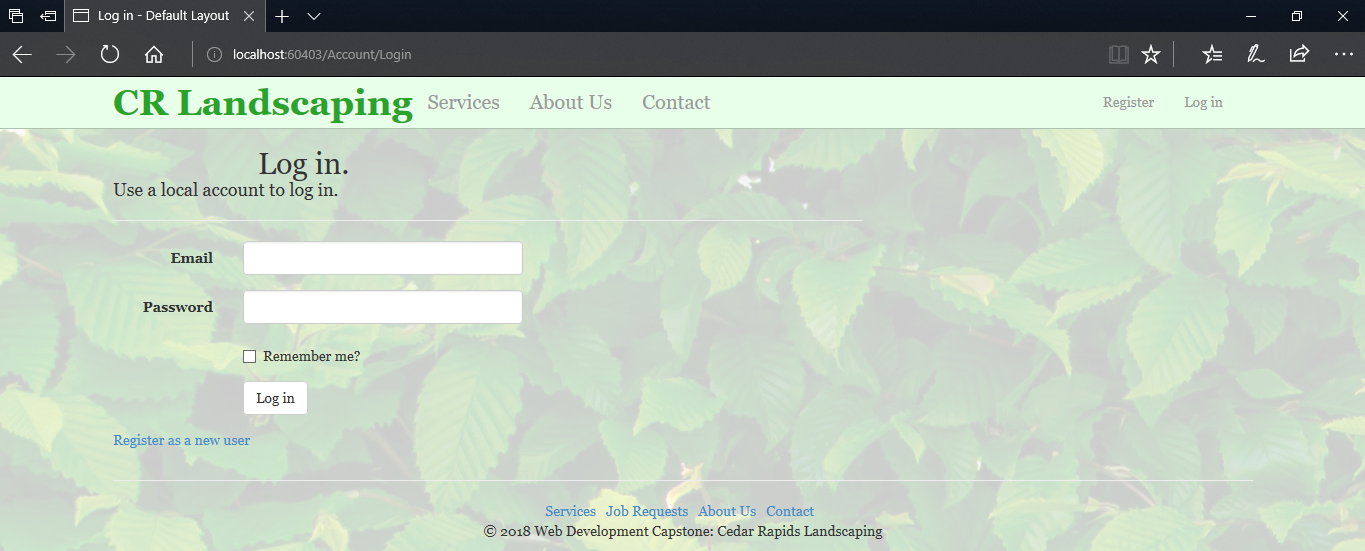 Log in - Default Layout
localhost:60403/Account/Login
CR Landscaping Services About Us Contact Register Log in
Log in.
Use a local account to log in.
Email
Password
Remember me?
Log in
Register as a new user
Services Job Requests About Us Contact
© 2018 Web Development Capstone: Cedar Rapids Landscaping